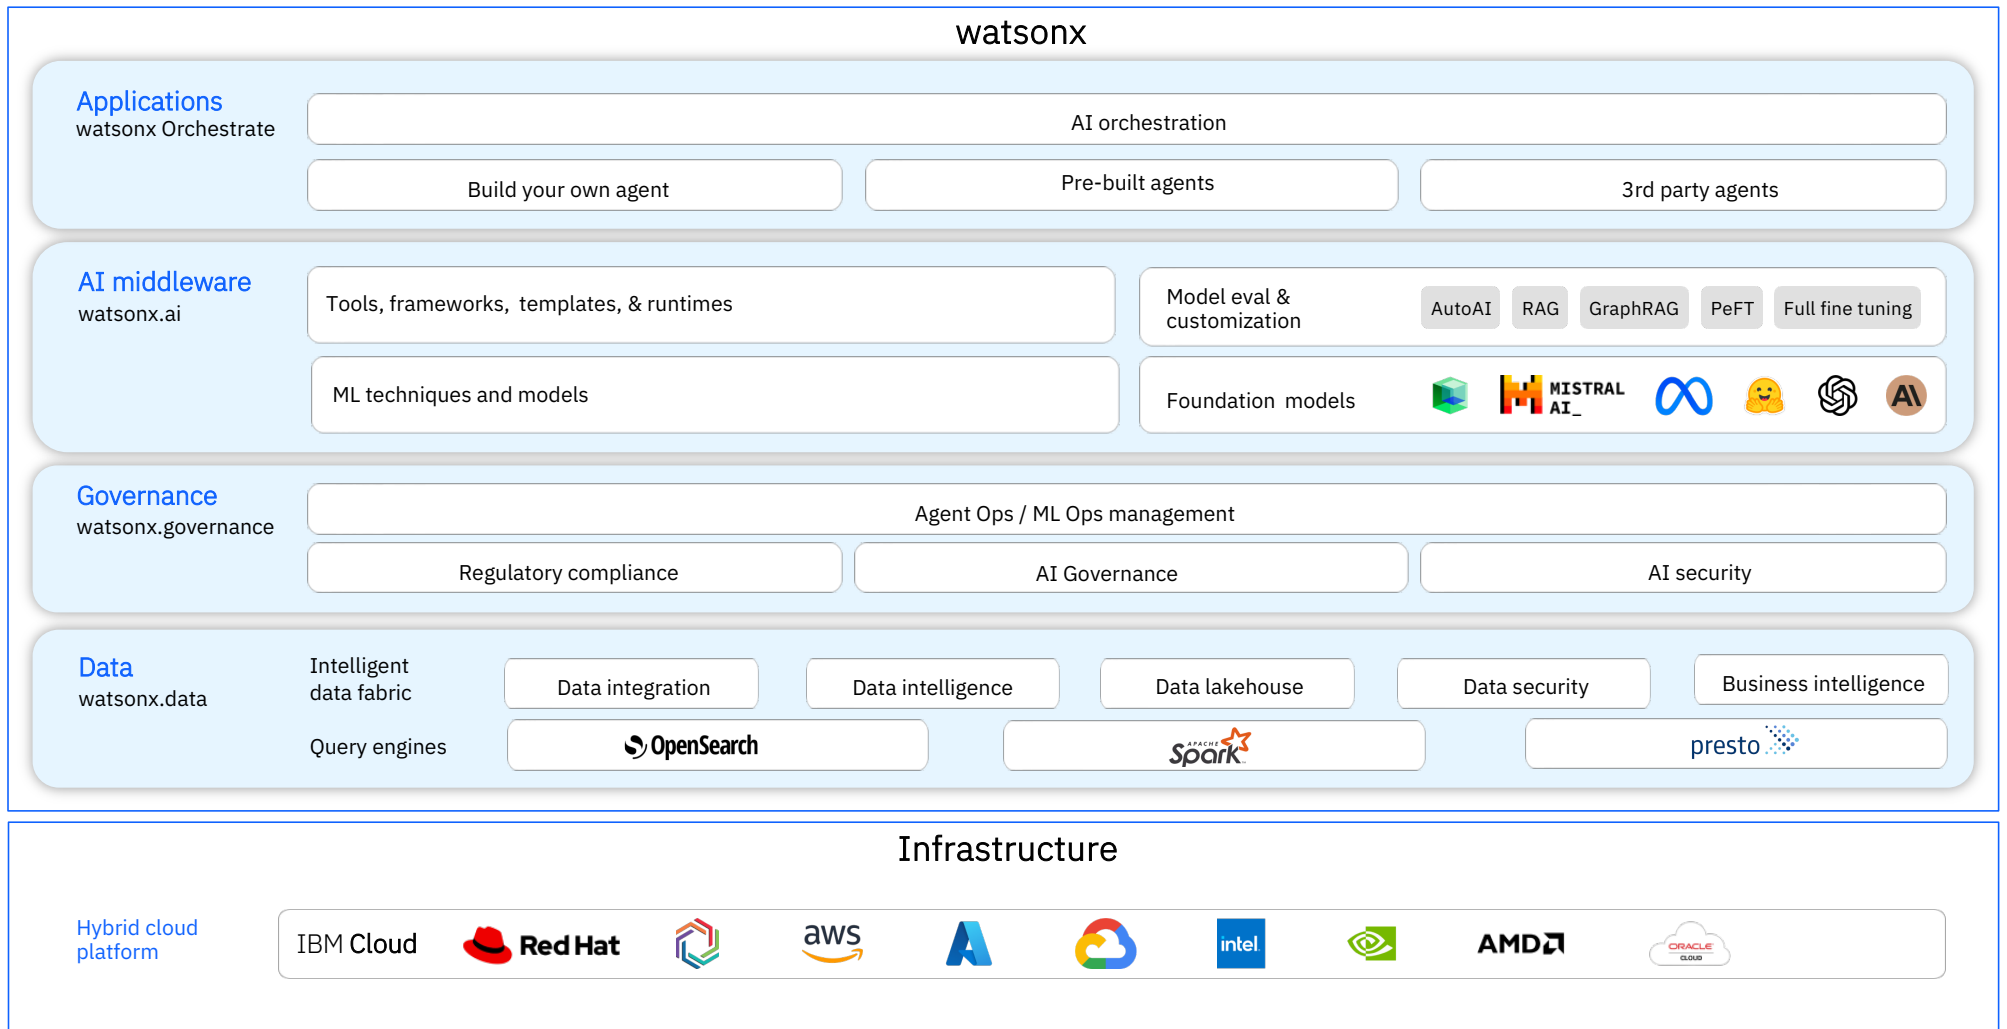 watsonx
Applications
watsonx Orchestrate
AI orchestration
Build your own agent
Pre-built agents
3rd party agents
AI middleware
watsonx.ai
Tools, frameworks,  templates, & runtimes
Model eval &
customization
AutoAI
RAG
GraphRAG
PeFT
Full fine tuning
ML techniques and models
Foundation  models
MISTRAL
AI_
Governance
watsonx.governance
Agent Ops / ML Ops management
Regulatory compliance
AI Governance
AI security
Data
watsonx.data
Intelligent
data fabric
Data integration
Data intelligence
Data lakehouse
Data security
Business intelligence
Query engines
OpenSearch
APACHE
Spark™
presto
Infrastructure
Hybrid cloud
platform
IBM Cloud
Red Hat
aws
intel.
AMD
ORACLE
CLOUD